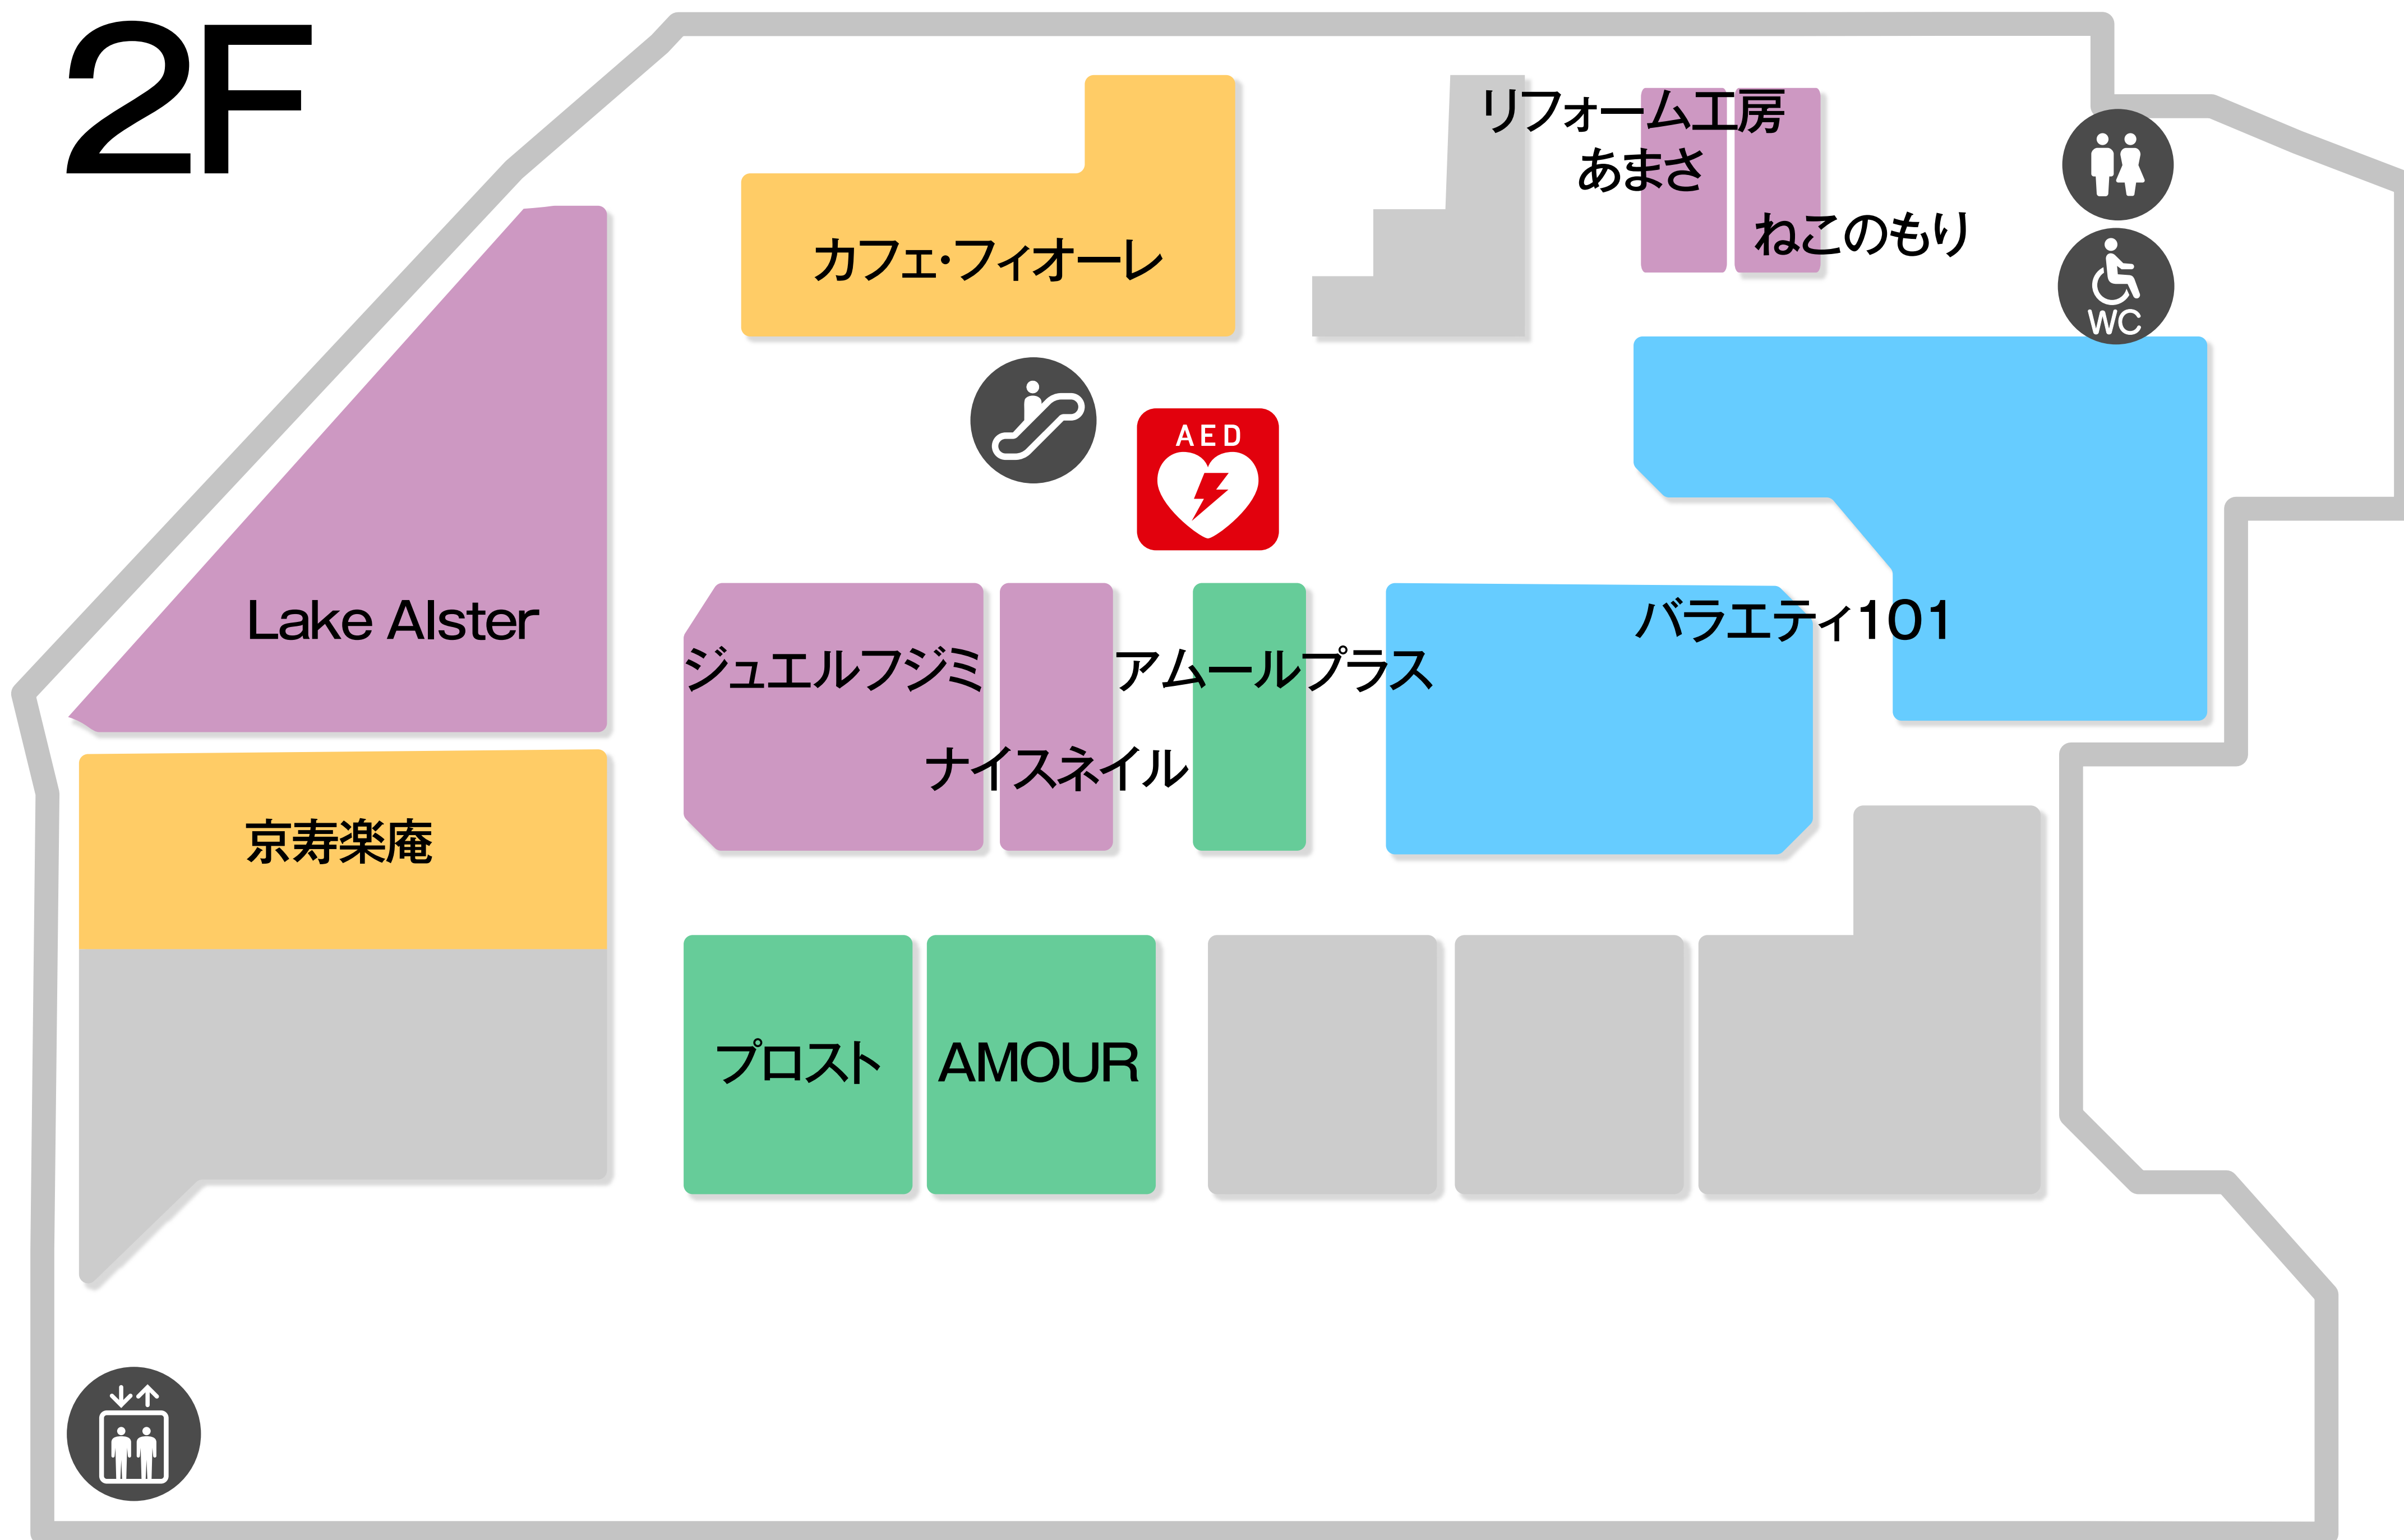 2F
リフォーム工房
あまさ
ねこのもり
カフェ・フィオーレ
WC
AED
Lake Alster
バラエティ101
ジュエルフジミ
アムールプラス
ナイスネイル
京寿楽庵
プロスト
AMOUR